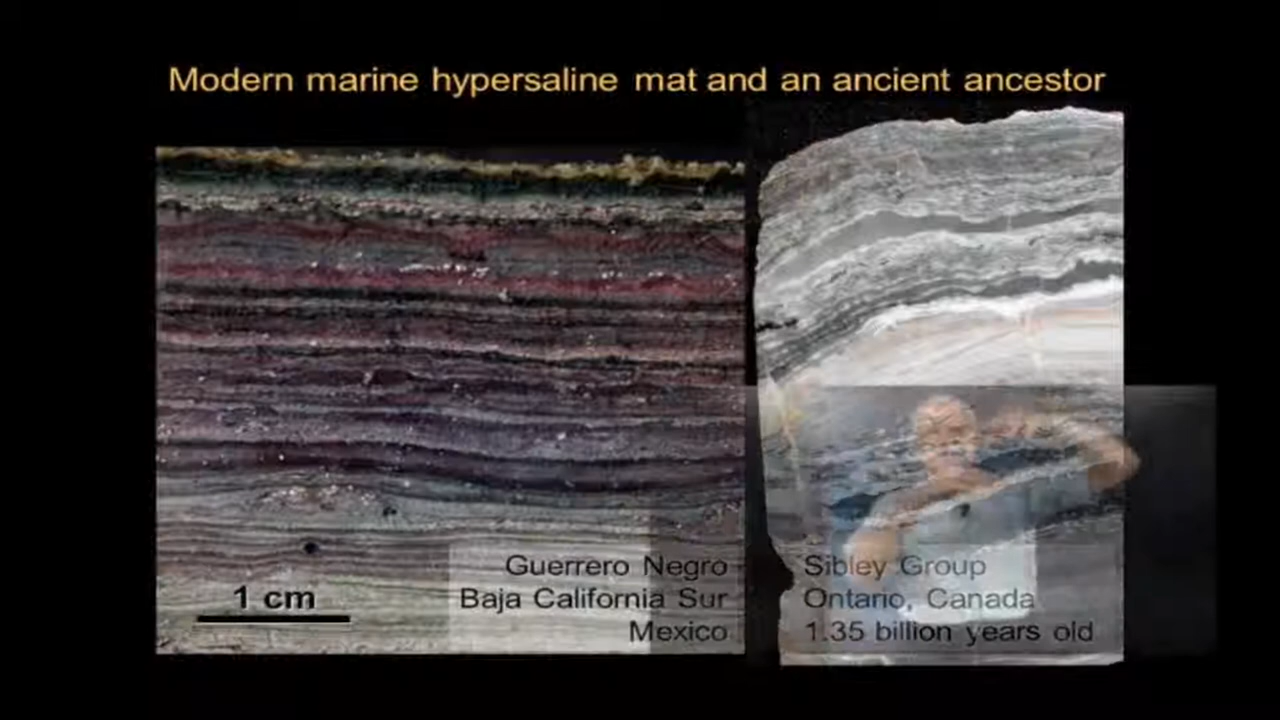 Modern marine hypersaline mat and an ancient ancestor
1 cm
Guerrero Negro
Baja California Sur
Mexico
Sibley Group
Ontario, Canada
1.35 billion years old